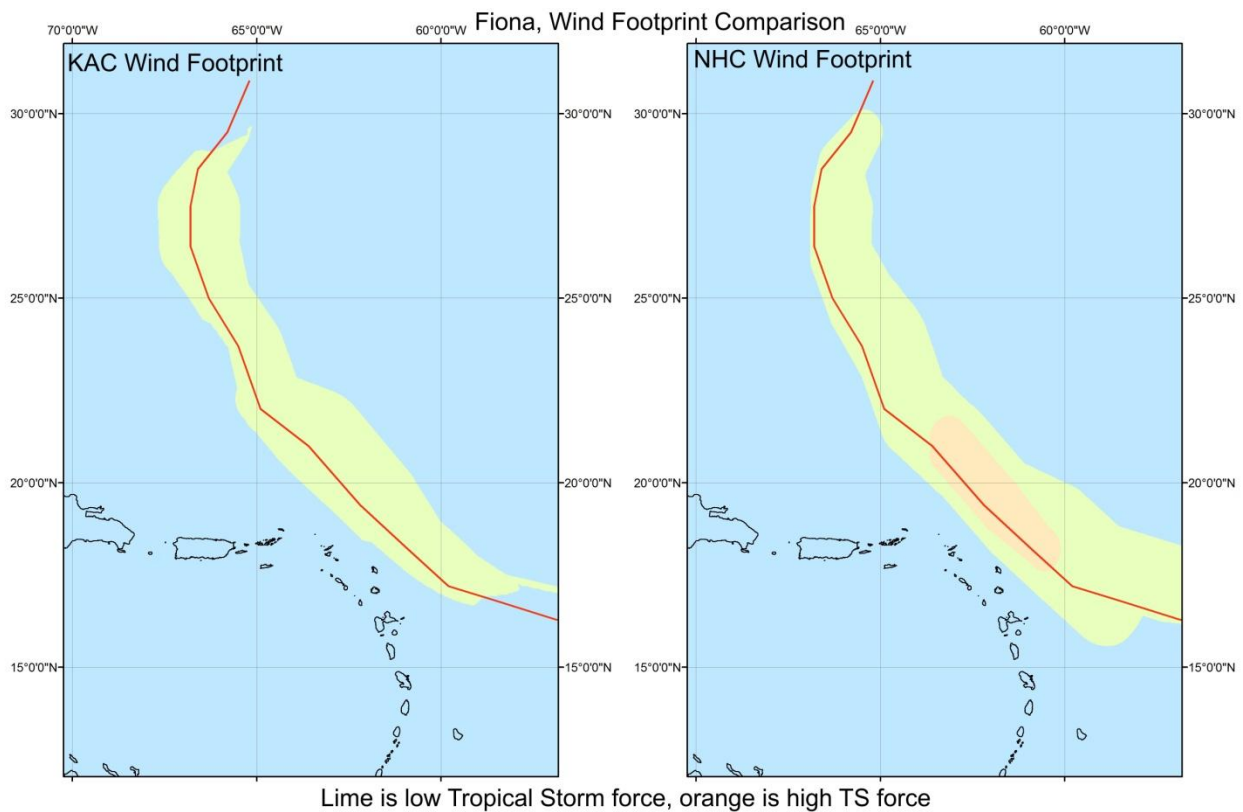 Fiona, Wind Footprint Comparison
70°0'0"W 65°0'0"W 60°0'0"W 65°0'0"W 60°0'0"W
KAC Wind Footprint NHC Wind Footprint
30°0'0"N 30°0'0"N 30°0'0"N
25°0'0"N 25°0'0"N 25°0'0"N
20°0'0"N 20°0'0"N 20°0'0"N
15°0'0"N 15°0'0"N 15°0'0"N
Lime is low Tropical Storm force, orange is high TS force